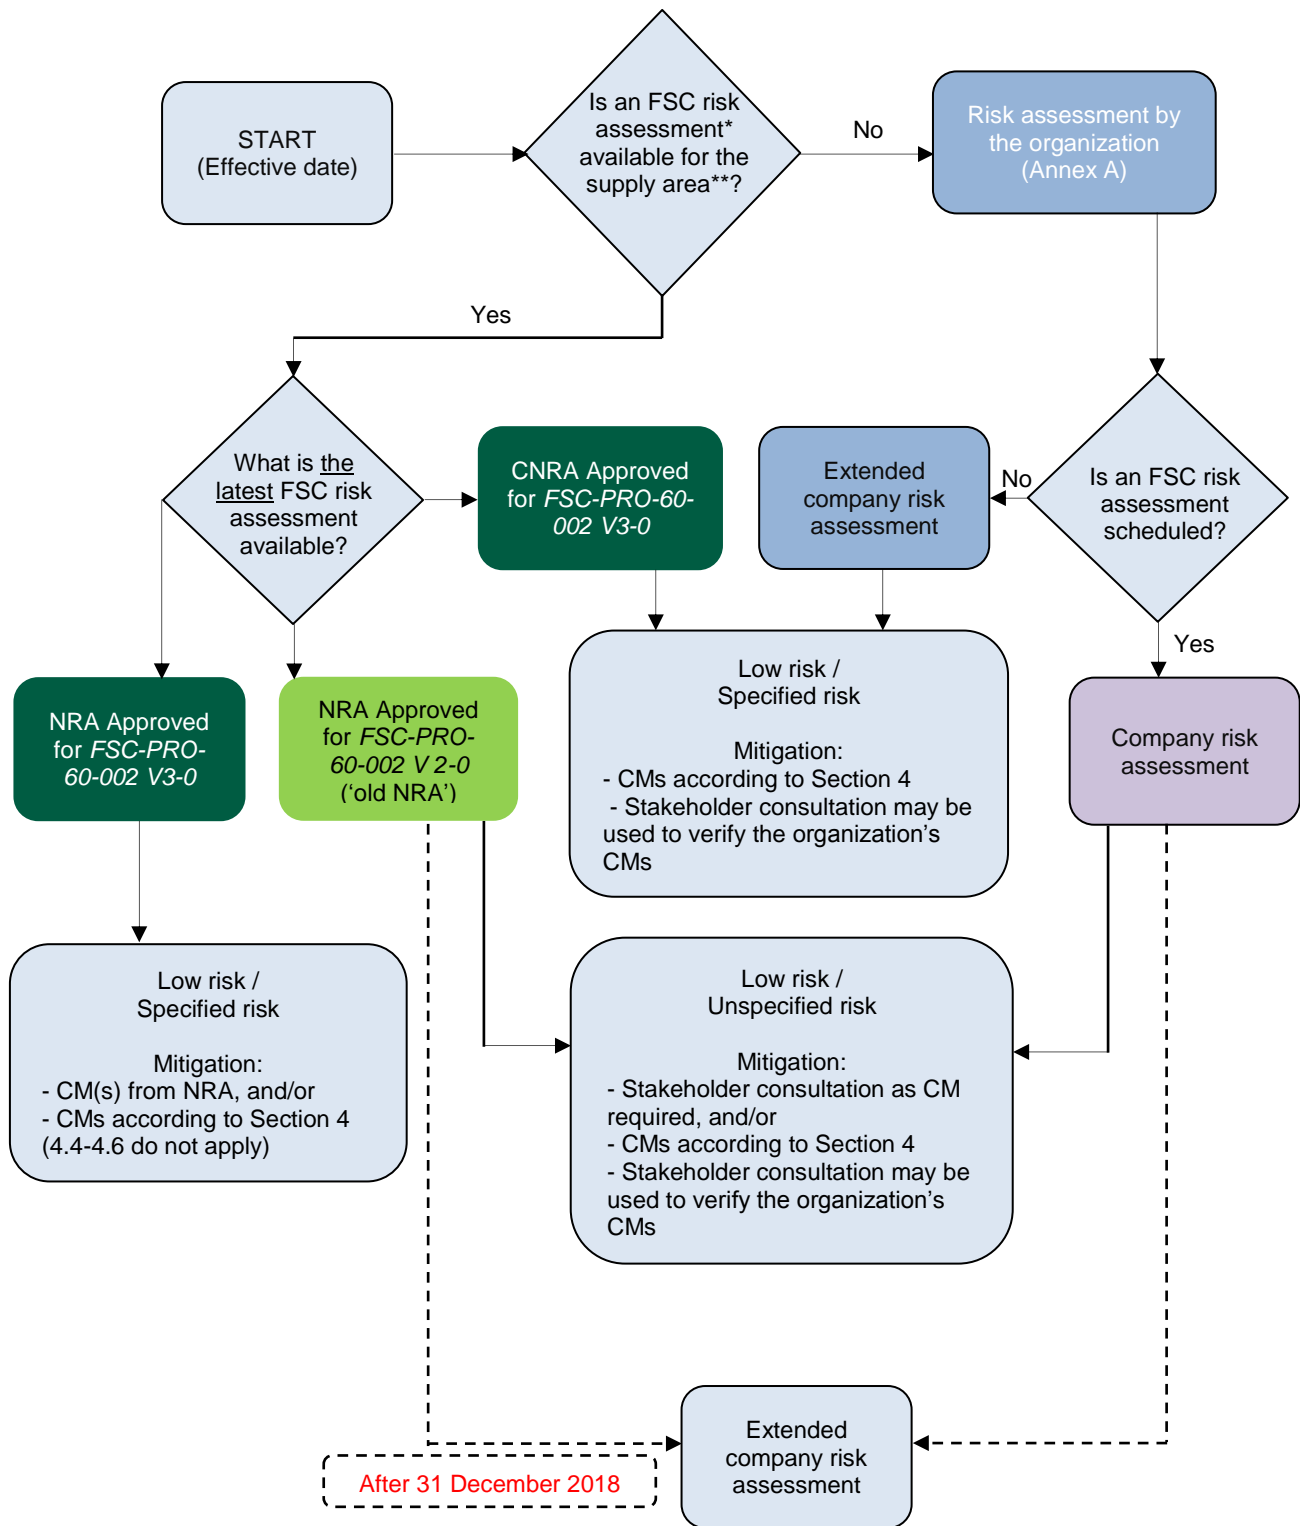 START
(Effective date)
Is an FSC risk
assessment*
available for the
supply area**?
No
Risk assessment by
the organization
(Annex A)
Yes
What is the
latest FSC risk
assessment
available?
CNRA Approved
for FSC-PRO-60-
002 V3-0
Extended
company risk
assessment
No
Is an FSC risk
assessment
scheduled?
Yes
NRA Approved
for FSC-PRO-
60-002 V3-0
NRA Approved
for FSC-PRO-
60-002 V 2-0
('old NRA')
Low risk /
Specified risk
Mitigation:
- CMs according to Section 4
- Stakeholder consultation may be
used to verify the organization's
CMs
Company risk
assessment
Low risk /
Specified risk
Mitigation:
- CM(s) from NRA, and/or
- CMs according to Section 4
(4.4-4.6 do not apply)
Low risk /
Unspecified risk
Mitigation:
- Stakeholder consultation as CM
required, and/or
- CMs according to Section 4
- Stakeholder consultation may be
used to verify the organization's
CMs
After 31 December 2018
Extended
company risk
assessment